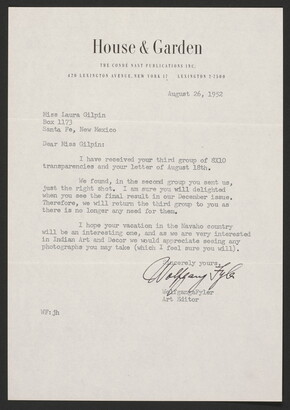 House & Garden
THE CONDÉ NAST PUBLICATIONS INC.
420 LEXINGTON AVENUE, NEW YORK 17 LEXINGTON 2-7500
August 26, 1952
Miss Laura Gilpin
Box 1173
Santa Fe, New Mexico
Dear Miss Gilpin:
I have received your third group of 8X10
transparencies and your letter of August 18th.
We found, in the second group you sent us,
just the right shot. I am sure you will delighted
when you see the final result in our December issue.
Therefore, we will return the third group to you as
there is no longer any need for them.
I hope your vacation in the Navaho country
will be an interesting one, and as we are very interested
in Indian Art and Decor we would appreciate seeing any
photographs you may take (which I feel sure you will).
Sincerely yours,
Wolfgang Fyler
Wolfgang Fyler
Art Editor
WF:jh